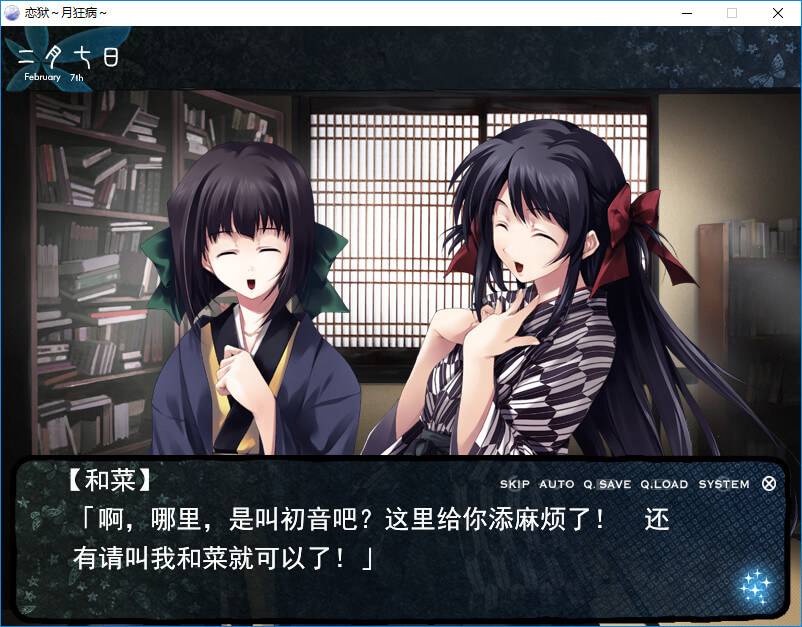 恋狱～月狂病～
二月七日
February 7th
【和菜】
SKIP AUTO Q.SAVE Q.LOAD SYSTEM
「啊，哪里，是叫初音吧？这里给你添麻烦了！ 还
有请叫我和菜就可以了！」